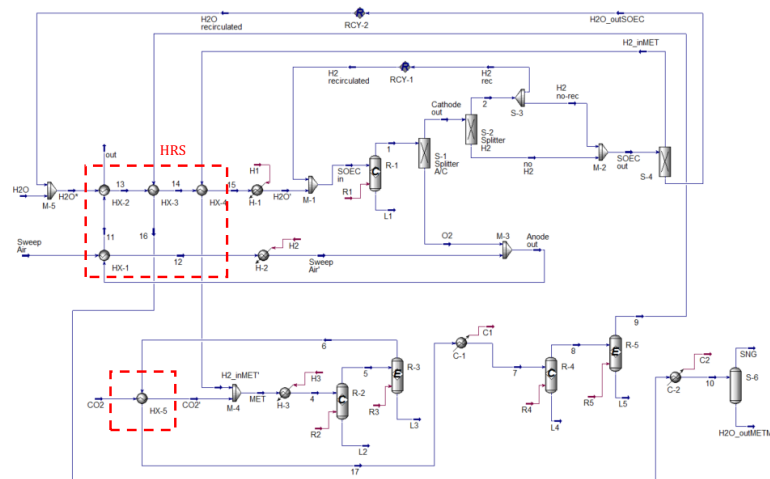 H2O
recirculated
RCY-2
H2O_outSOEC
H2_inMET
H2
recirculated
RCY-1
H2
rec
H2
no-rec
S-3
Cathode
out
2
S-2
Splitter
H2
out
HRS
1
S-1
Splitter
A/C
no
H2
M-2
SOEC
out
S-4
H1
SOEC
in
R-1
H2O
M-5
H2O*
HX-2
13
HX-3
14
HX-4
15
H-1
H2O'
M-1
R1
L1
11
16
H2
O2
M-3
Anode
out
Sweep
Air
HX-1
12
H-2
Sweep
Air'
9
C1
6
C-1
R-5
8
R-4
C2
SNG
H2_inMET'
R-3
5
R-2
H3
7
C-2
10
S-6
CO2
HX-5
CO2'
M-4
MET
H-3
4
R3
L3
R2
L2
R4
L4
R5
L5
H2O_outMETM
17
C
C
E
C
E
R
R